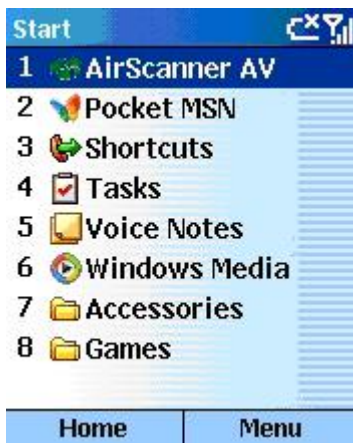 Start
1 AirScanner AV
2 Pocket MSN
3 Shortcuts
4 Tasks
5 Voice Notes
6 Windows Media
7 Accessories
8 Games
Home Menu